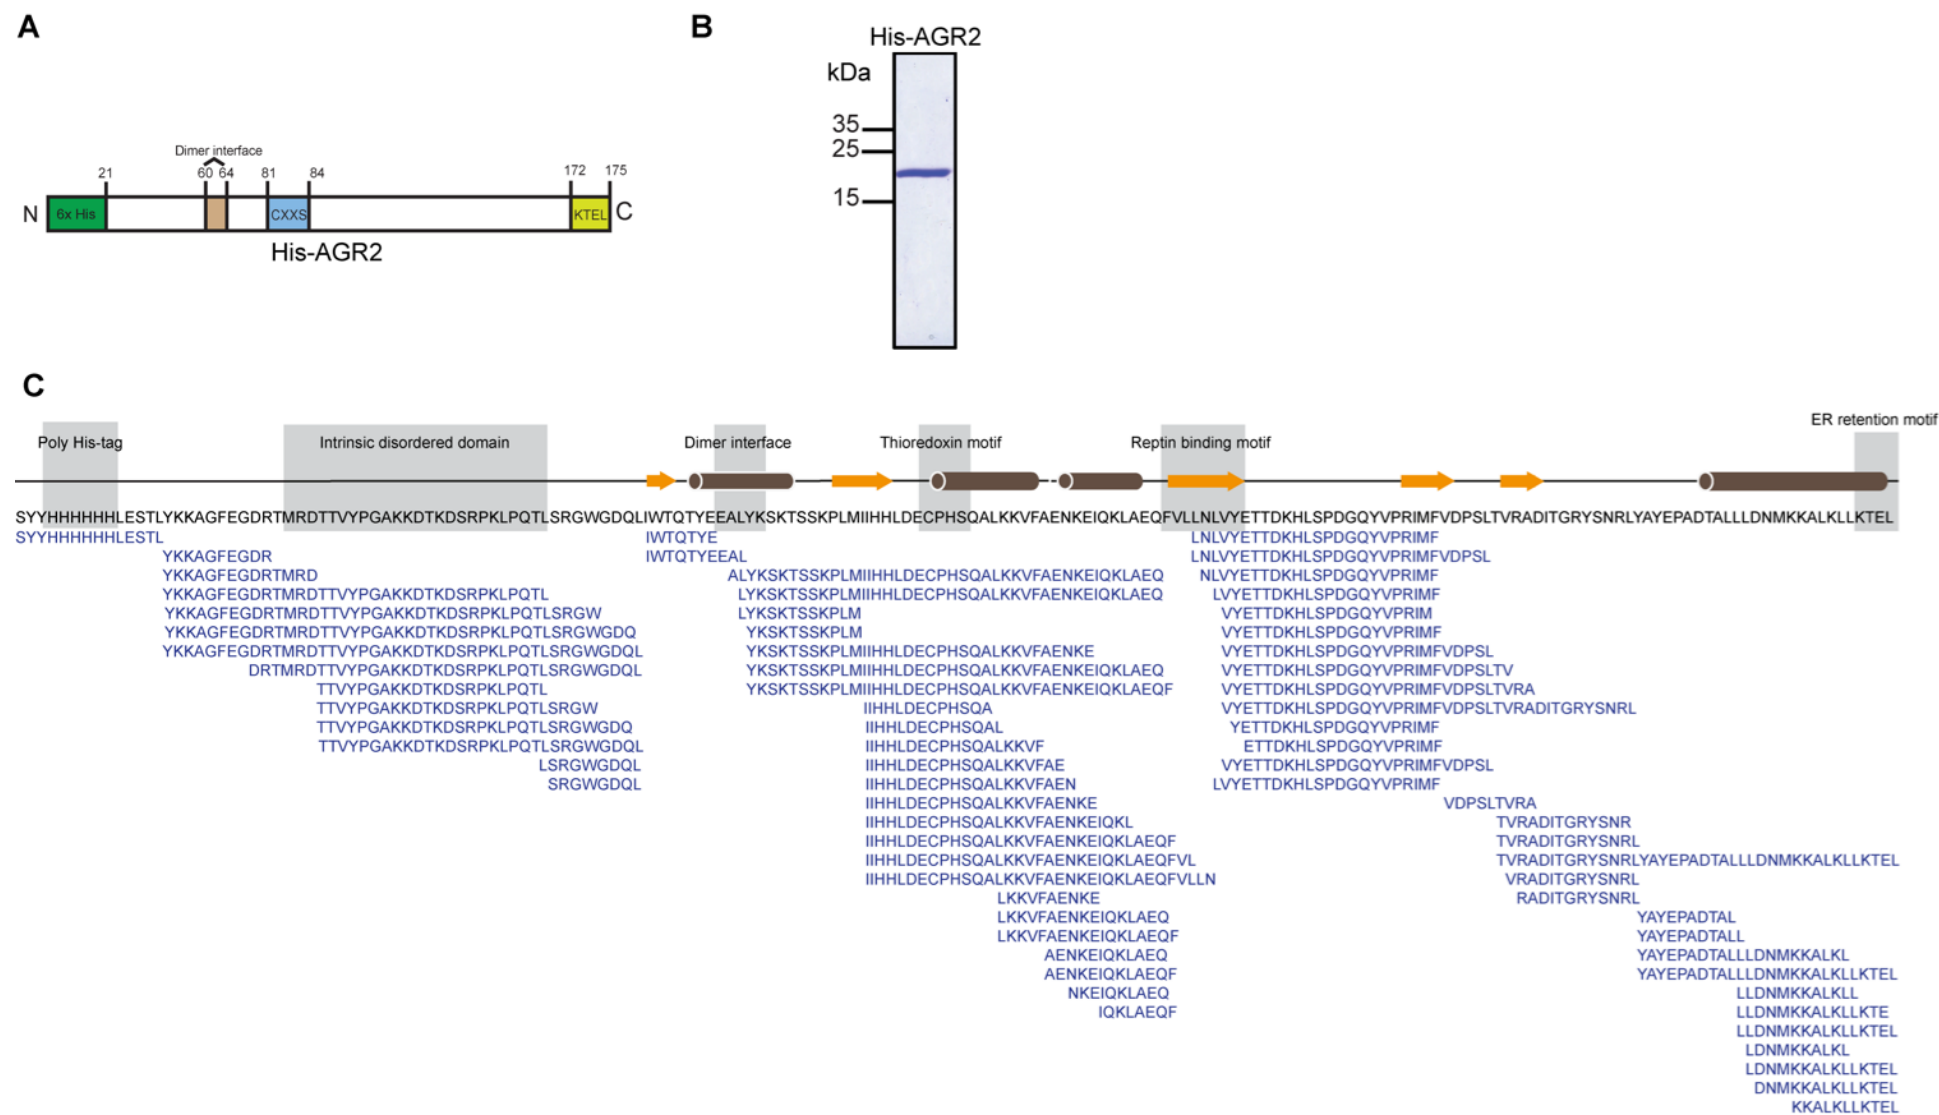 A
Dimer interface
21
60
64
81
84
172
175
N
6x His
CXXS
KTEL
C
His-AGR2
B
His-AGR2
kDa
35
25
15
C
ER retention motif
Poly His-tag
Intrinsic disordered domain
Dimer interface
Thioredoxin motif
Reptin binding motif
SYYHHHHHHLESTLYKKAGFEGDRTMRDTTVYPGAKKDTKDSRPKLPQTLSRGWGDQLIWTQTYEEALYKSKTSSKPLMIIHHLDECPHSQALKKVFAENKEIQKLAEQFVLLNLVYETTDKHLSPDGQYVPRIMFVDPSLTVRADITGRYSNRLYAYEPADTALLLDNMKKALKLLKTEL
SYYHHHHHHLESTL IWTQTYE LNLVYETTDKHLSPDGQYVPRIMF
YKKAGFEGDR IWTQTYEEAL LNLVYETTDKHLSPDGQYVPRIMFVDPSL
YKKAGFEGDRTMRD ALYKSKTSSKPLMIIHHLDECPHSQALKKVFAENKEIQKLAEQ NLVYETTDKHLSPDGQYVPRIMF
YKKAGFEGDRTMRDTTVYPGAKKDTKDSRPKLPQTL LYKSKTSSKPLMIIHHLDECPHSQALKKVFAENKEIQKLAEQ LVYETTDKHLSPDGQYVPRIMF
YKKAGFEGDRTMRDTTVYPGAKKDTKDSRPKLPQTLSRGW LYKSKTSSKPLM VYETTDKHLSPDGQYVPRIM
YKKAGFEGDRTMRDTTVYPGAKKDTKDSRPKLPQTLSRGWGDQ YKSKTSSKPLM VYETTDKHLSPDGQYVPRIMF
YKKAGFEGDRTMRDTTVYPGAKKDTKDSRPKLPQTLSRGWGDQL YKSKTSSKPLMIIHHLDECPHSQALKKVFAENKE VYETTDKHLSPDGQYVPRIMFVDPSL
DRTMRDTTVYPGAKKDTKDSRPKLPQTLSRGWGDQL YKSKTSSKPLMIIHHLDECPHSQALKKVFAENKEIQKLAEQ VYETTDKHLSPDGQYVPRIMFVDPSLTV
TTVYPGAKKDTKDSRPKLPQTL YKSKTSSKPLMIIHHLDECPHSQALKKVFAENKEIQKLAEQF VYETTDKHLSPDGQYVPRIMFVDPSLTVRA
TTVYPGAKKDTKDSRPKLPQTLSRGW IIHHLDECPHSQA VYETTDKHLSPDGQYVPRIMFVDPSLTVRADITGRYSNRL
TTVYPGAKKDTKDSRPKLPQTLSRGWGDQ IIHHLDECPHSQAL YETTDKHLSPDGQYVPRIMF
TTVYPGAKKDTKDSRPKLPQTLSRGWGDQL IIHHLDECPHSQALKKVF ETTDKHLSPDGQYVPRIMF
LSRGWGDQL IIHHLDECPHSQALKKVFAE VYETTDKHLSPDGQYVPRIMFVDPSL
SRGWGDQL IIHHLDECPHSQALKKVFAEN LVYETTDKHLSPDGQYVPRIMF
IIHHLDECPHSQALKKVFAENKE VDPSLTVRA
IIHHLDECPHSQALKKVFAENKEIQKL TVRADITGRYSNR
IIHHLDECPHSQALKKVFAENKEIQKLAEQF TVRADITGRYSNRL
IIHHLDECPHSQALKKVFAENKEIQKLAEQFVL TVRADITGRYSNRLYAYEPADTALLLDNMKKALKLLKTEL
IIHHLDECPHSQALKKVFAENKEIQKLAEQFVLLN VRADITGRYSNRL
LKKVFAENKE RADITGRYSNRL
LKKVFAENKEIQKLAEQ YAYEPADTAL
LKKVFAENKEIQKLAEQF YAYEPADTALL
AENKEIQKLAEQ YAYEPADTALLLDNMKKALKL
AENKEIQKLAEQF YAYEPADTALLLDNMKKALKLLKTEL
NKEIQKLAEQ LLDNMKKALKLL
IQKLAEQF LLDNMKKALKLLKTE
LLDNMKKALKLLKTEL
LDNMKKALKL
LDNMKKALKLLKTEL
DNMKKALKLLKTEL
KKALKLLKTEL